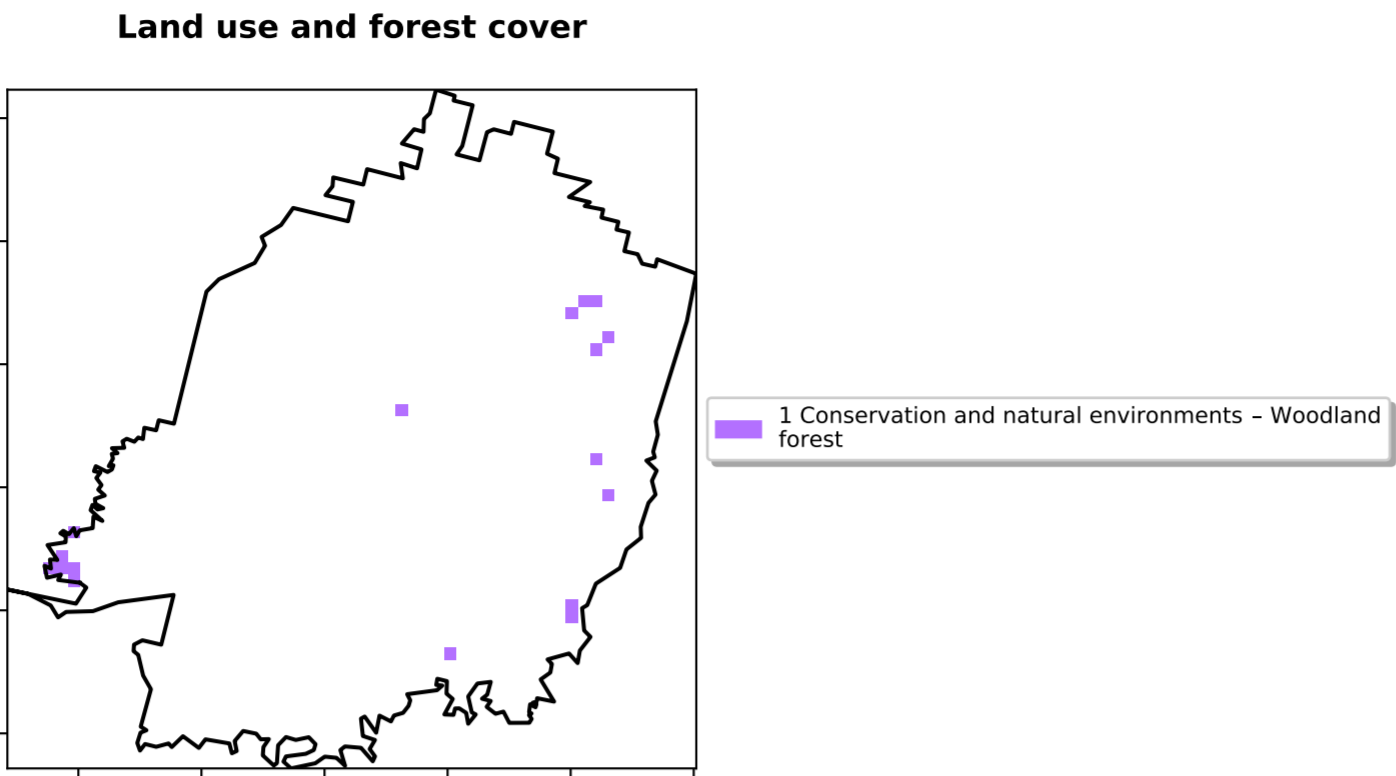 Land use and forest cover
1 Conservation and natural environments – Woodland
forest